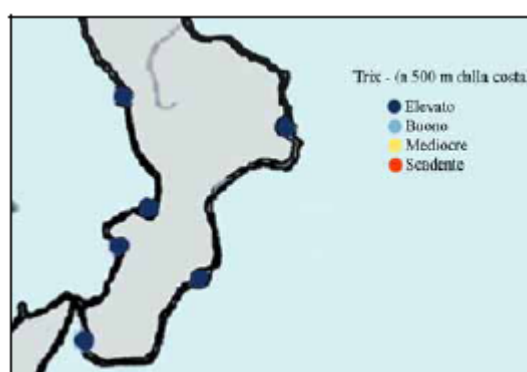 Trix - (a 500 m dalla costa
Elevato
Buono
Mediocre
Scadente